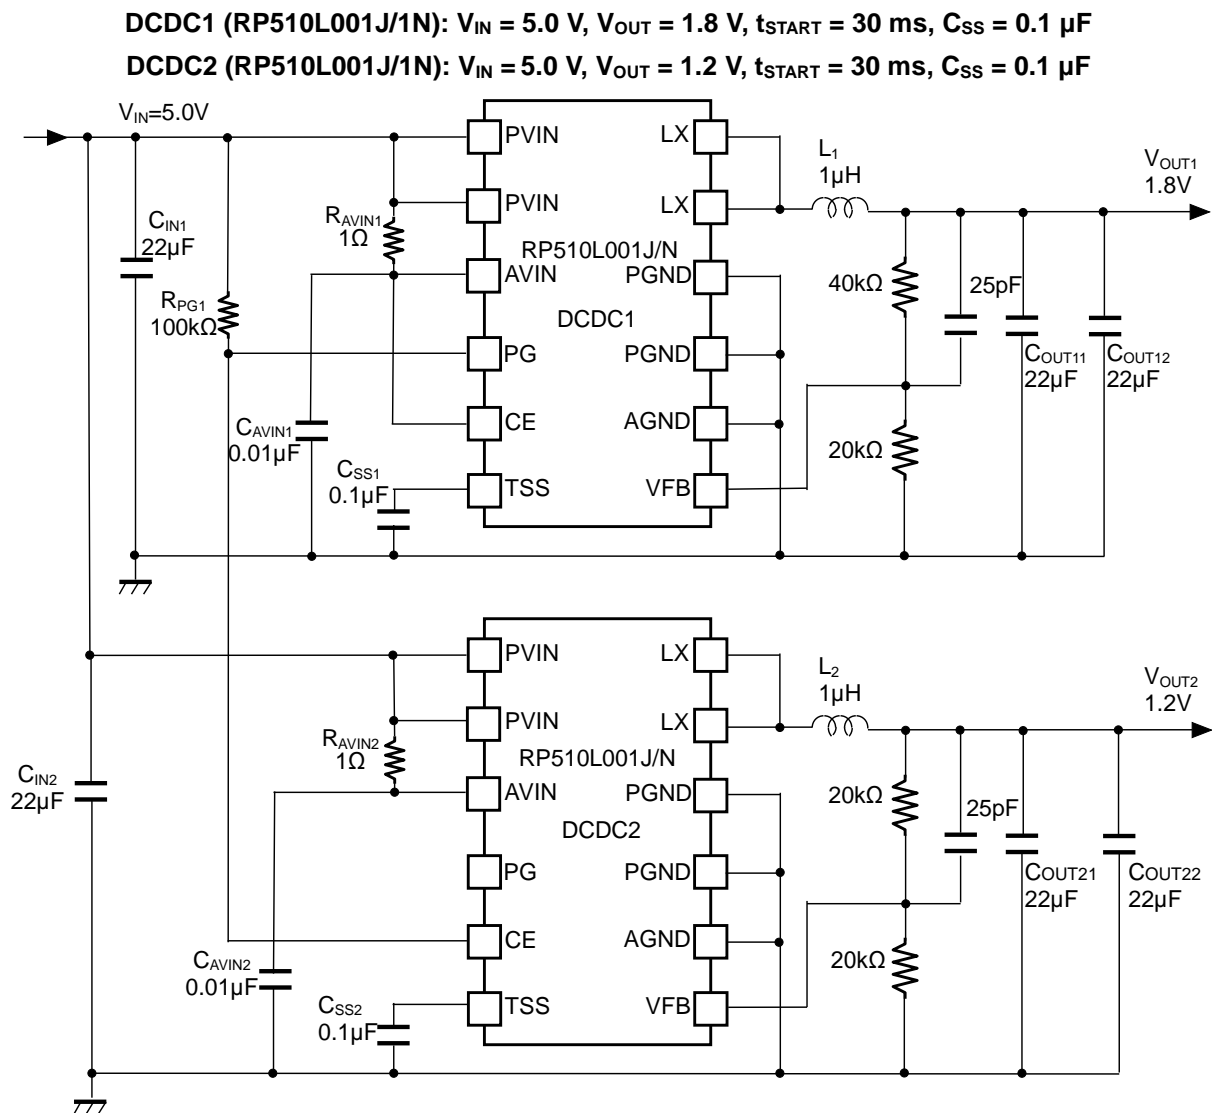 DCDC1 (RP510L001J/1N): VIN = 5.0 V, VOUT = 1.8 V, tSTART = 30 ms, CSS = 0.1 µF
DCDC2 (RP510L001J/1N): VIN = 5.0 V, VOUT = 1.2 V, tSTART = 30 ms, CSS = 0.1 µF
VIN=5.0V
PVIN
LX
L1
1µH
VOUT1
1.8V
PVIN
LX
CIN1
22µF
RAVIN1
1Ω
RP510L001J/N
AVIN
PGND
40kΩ
25pF
RPG1
100kΩ
DCDC1
PG
PGND
COUT11
22µF
COUT12
22µF
CE
AGND
CAVIN1
0.01µF
20kΩ
CSS1
0.1µF
TSS
VFB
PVIN
LX
L2
1µH
VOUT2
1.2V
PVIN
LX
RAVIN2
1Ω
RP510L001J/N
CIN2
22µF
AVIN
PGND
20kΩ
25pF
DCDC2
PG
PGND
COUT21
22µF
COUT22
22µF
CE
AGND
CAVIN2
0.01µF
20kΩ
CSS2
0.1µF
TSS
VFB